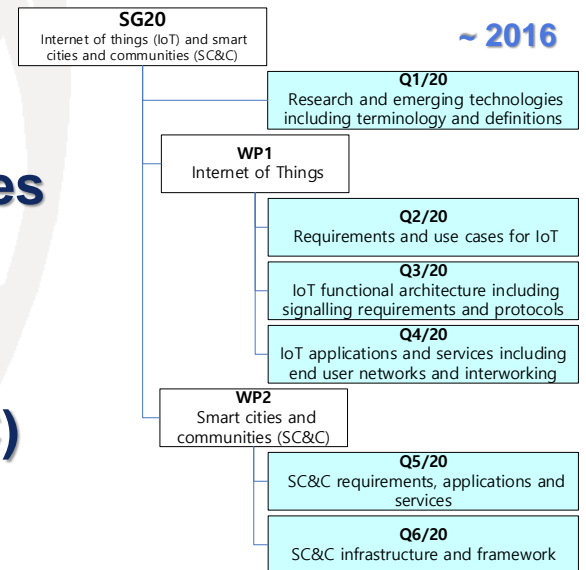 SG20
Internet of things (IoT) and smart
cities and communities (SC&C)
~ 2016
Q1/20
Research and emerging technologies
including terminology and definitions
WP1
Internet of Things
es
Q2/20
Requirements and use cases for IoT
Q3/20
IoT functional architecture including
signalling requirements and protocols
Q4/20
IoT applications and services including
end user networks and interworking
WP2
Smart cities and
communities (SC&C)
)
Q5/20
SC&C requirements, applications and
services
Q6/20
SC&C infrastructure and framework